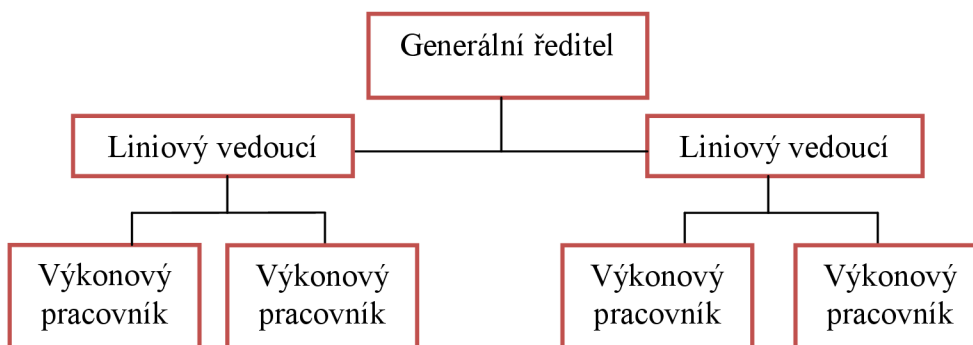 Generální ředitel
Liniový vedoucí
Liniový vedoucí
Výkonový
pracovník
Výkonový
pracovník
Výkonový
pracovník
Výkonový
pracovník